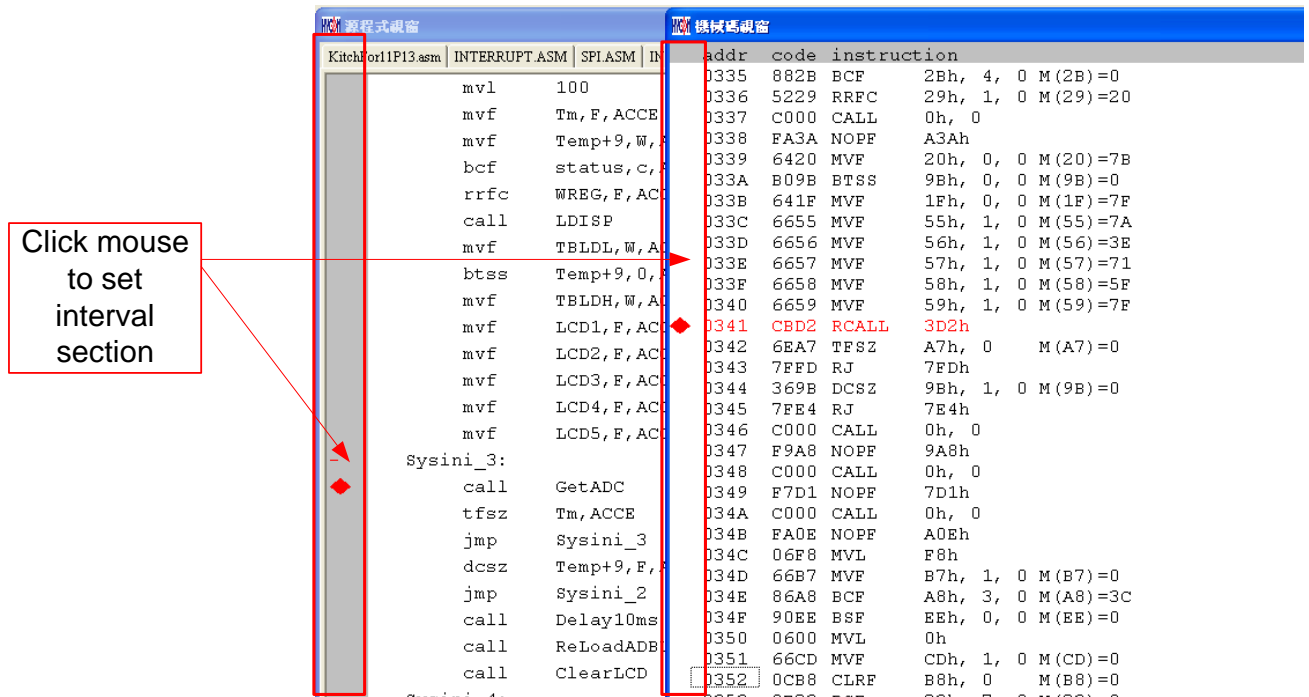 Click mouse
to set
interval
section
HYCON 源程式視窗
KitchFor11P13.asm INTERRUPT.ASM SPI.ASM IN
mvl 100
mvf Tm,F,ACCE
mvf Temp+9,W,A
bcf status,c,A
rrfc WREG,F,ACC
call LDISP
mvf TBLDL,W,AC
btss Temp+9,0,A
mvf TBLDH,W,AC
mvf LCD1,F,ACC
mvf LCD2,F,ACC
mvf LCD3,F,ACC
mvf LCD4,F,ACC
mvf LCD5,F,ACC
Sysini_3:
call GetADC
tfsz Tm,ACCE
jmp Sysini_3
dcsz Temp+9,F,A
jmp Sysini_2
call Delay10ms
call ReLoadADB
call ClearLCD
機械碼視窗
addr code instruction
0335 882B BCF 2Bh, 4, 0 M(2B)=0
0336 5229 RRFC 29h, 1, 0 M(29)=20
0337 C000 CALL 0h, 0
0338 FA3A NOPF A3Ah
0339 6420 MVF 20h, 0, 0 M(20)=7B
033A B09B BTSS 9Bh, 0, 0 M(9B)=0
033B 641F MVF 1Fh, 0, 0 M(1F)=7F
033C 6655 MVF 55h, 1, 0 M(55)=7A
033D 6656 MVF 56h, 1, 0 M(56)=3E
033E 6657 MVF 57h, 1, 0 M(57)=71
033F 6658 MVF 58h, 1, 0 M(58)=5F
0340 6659 MVF 59h, 1, 0 M(59)=7F
0341 CBD2 RCALL 3D2h
0342 6EA7 TFSZ A7h, 0 M(A7)=0
0343 7FFD RJ 7FDh
0344 369B DCSZ 9Bh, 1, 0 M(9B)=0
0345 7FE4 RJ 7E4h
0346 C000 CALL 0h, 0
0347 F9A8 NOPF 9A8h
0348 C000 CALL 0h, 0
0349 F7D1 NOPF 7D1h
034A C000 CALL 0h, 0
034B FA0E NOPF A0Eh
034C 06F8 MVL F8h
034D 66B7 MVF B7h, 1, 0 M(B7)=0
034E 86A8 BCF A8h, 3, 0 M(A8)=3C
034F 90EE BSF EEh, 0, 0 M(EE)=0
0350 0600 MVL 0h
0351 66CD MVF CDh, 1, 0 M(CD)=0
0352 0CB8 CLRF B8h, 0 M(B8)=0